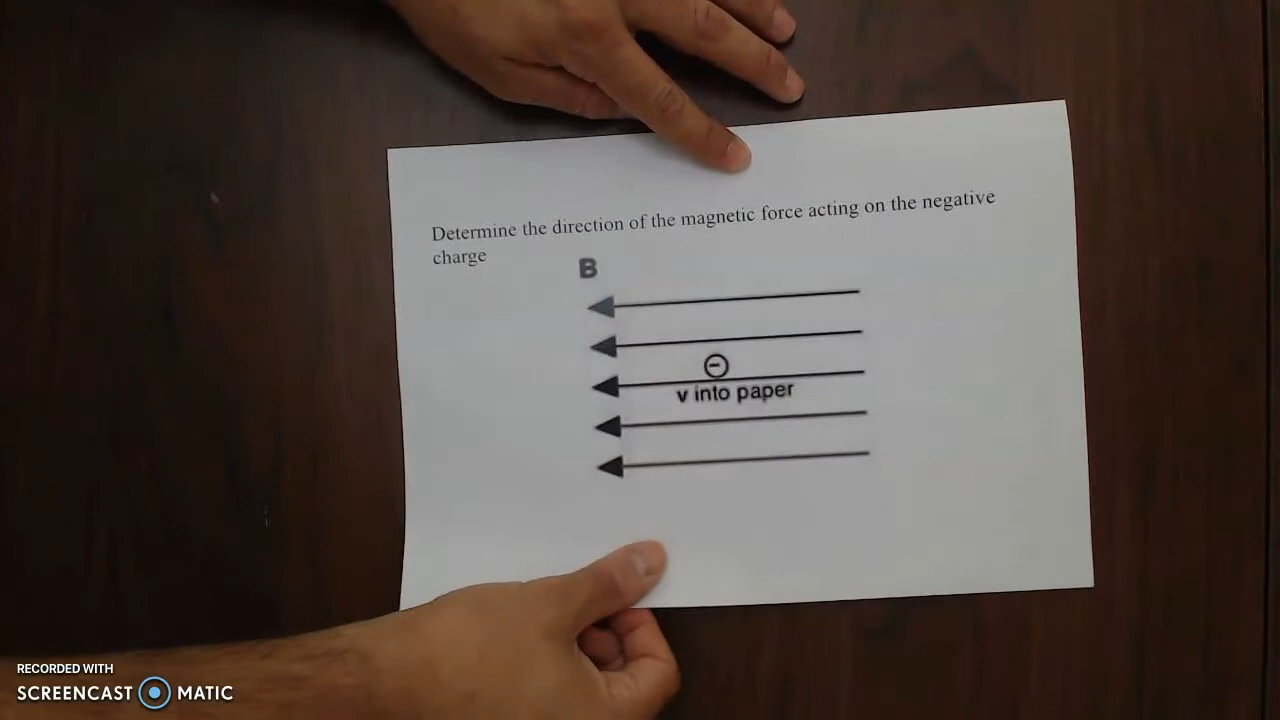 Determine the direction of the magnetic force acting on the negative
charge
B
v into paper
RECORDED WITH
SCREENCAST MATIC